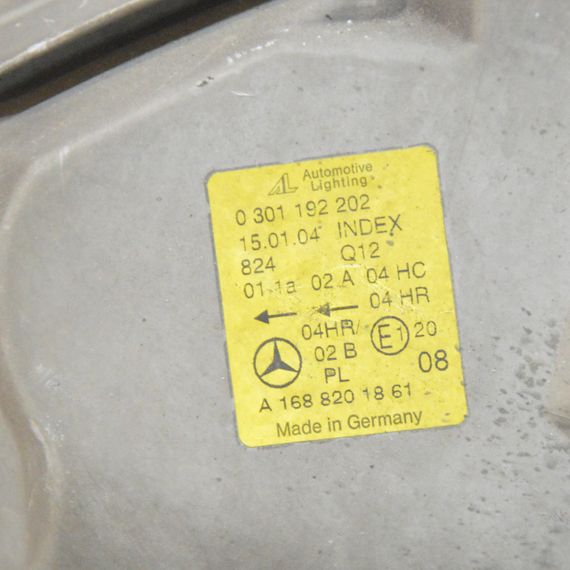 AL Automotive
Lighting
0 301 192 202
15.01.04 INDEX
824 Q12
01 1a 02 A 04 HC
04 HR
04HR/ E1 20
02 B
PL 08
A 168 820 18 61
Made in Germany